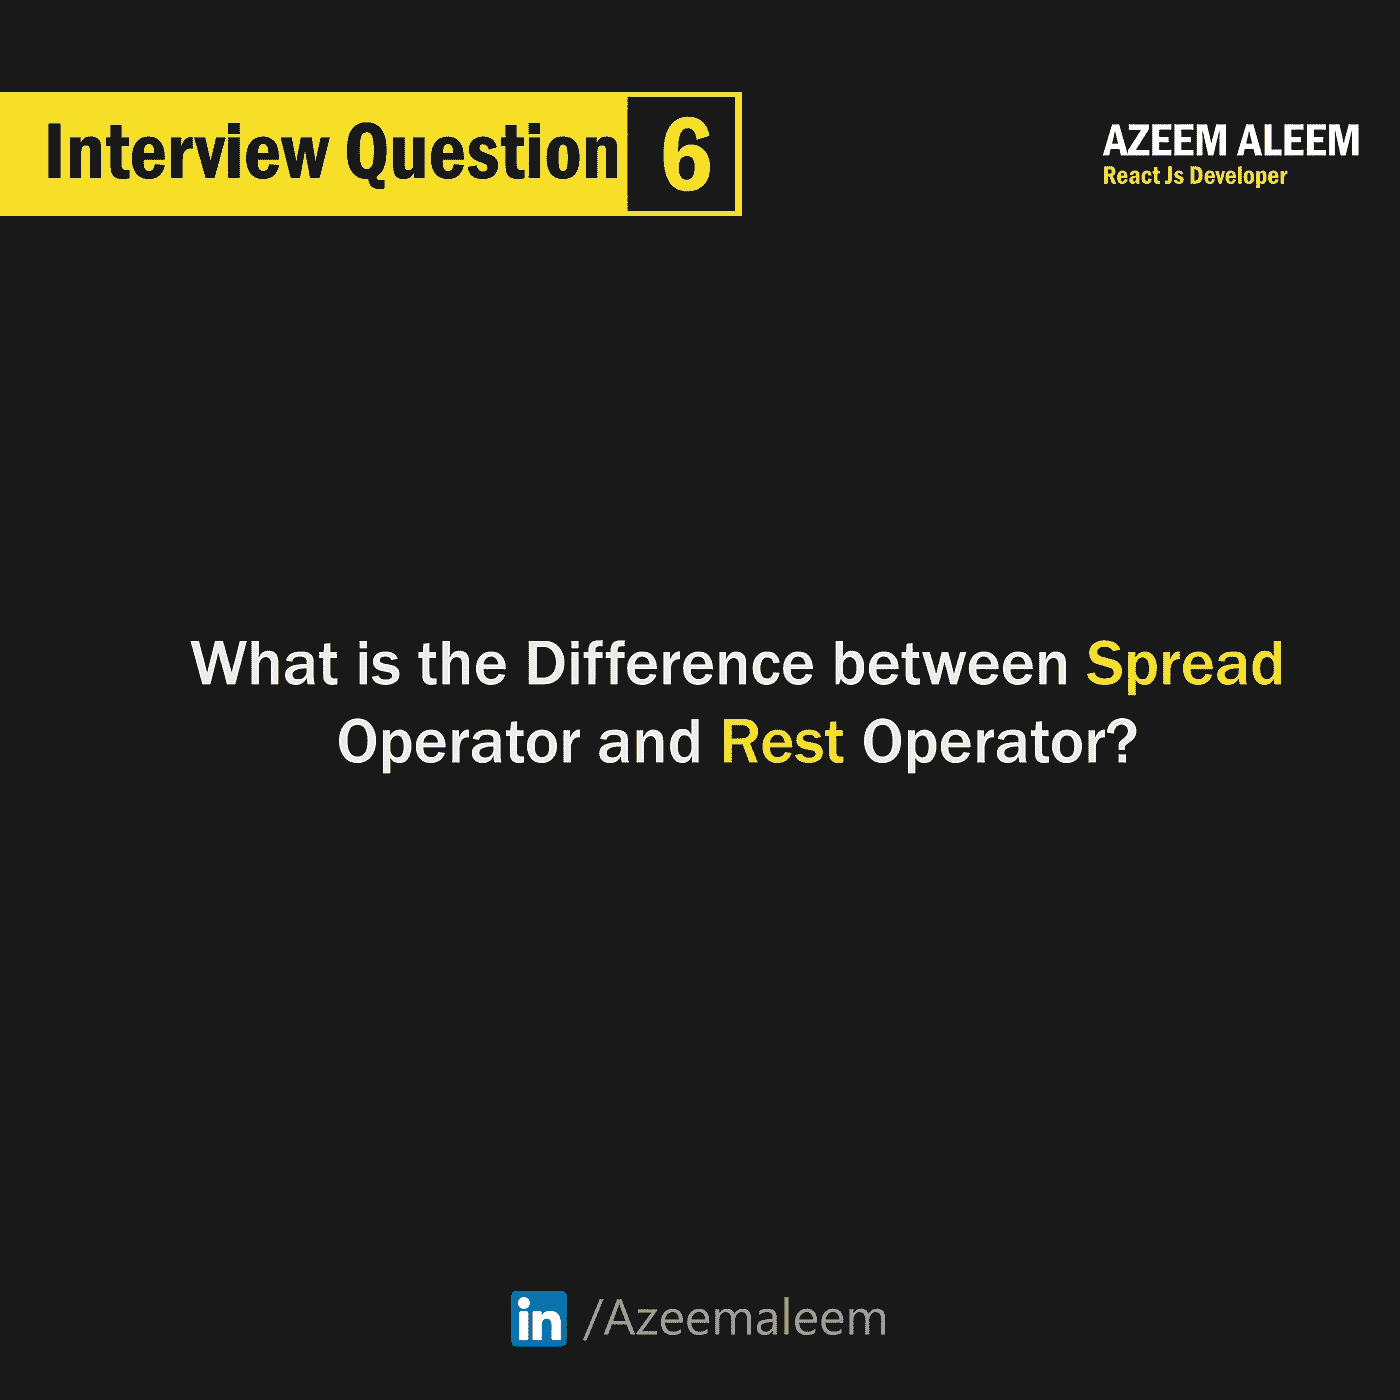 Interview Question 6
AZEEM ALEEM
React Js Developer
What is the Difference between Spread
Operator and Rest Operator?
in /Azeemaleem